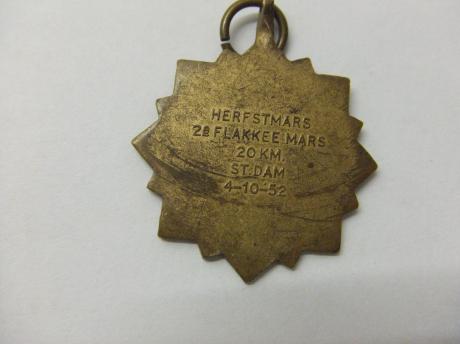 HERFSTMARS
2e FLAKKEE MARS
20 KM.
ST. DAM
4-10-52